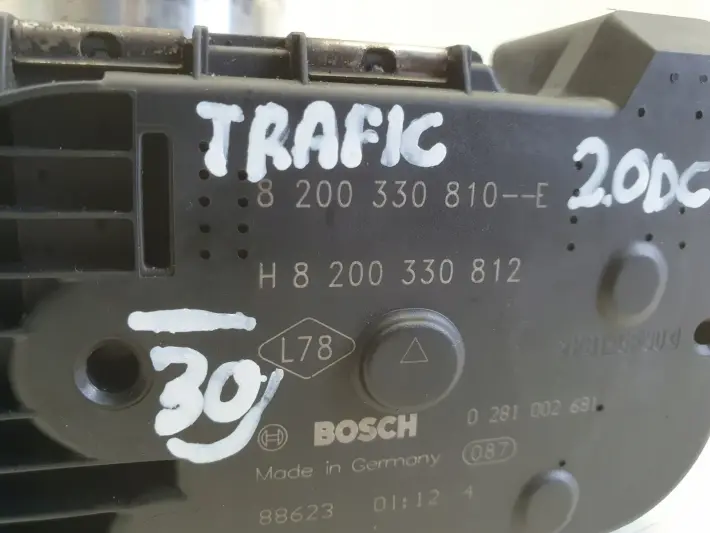 TRAFIC
8 200 330 810--E
2.0DC
H 8 200 330 812
L78
30
BOSCH
0 281 002 681
Made in Germany
087
88623 01:12 4